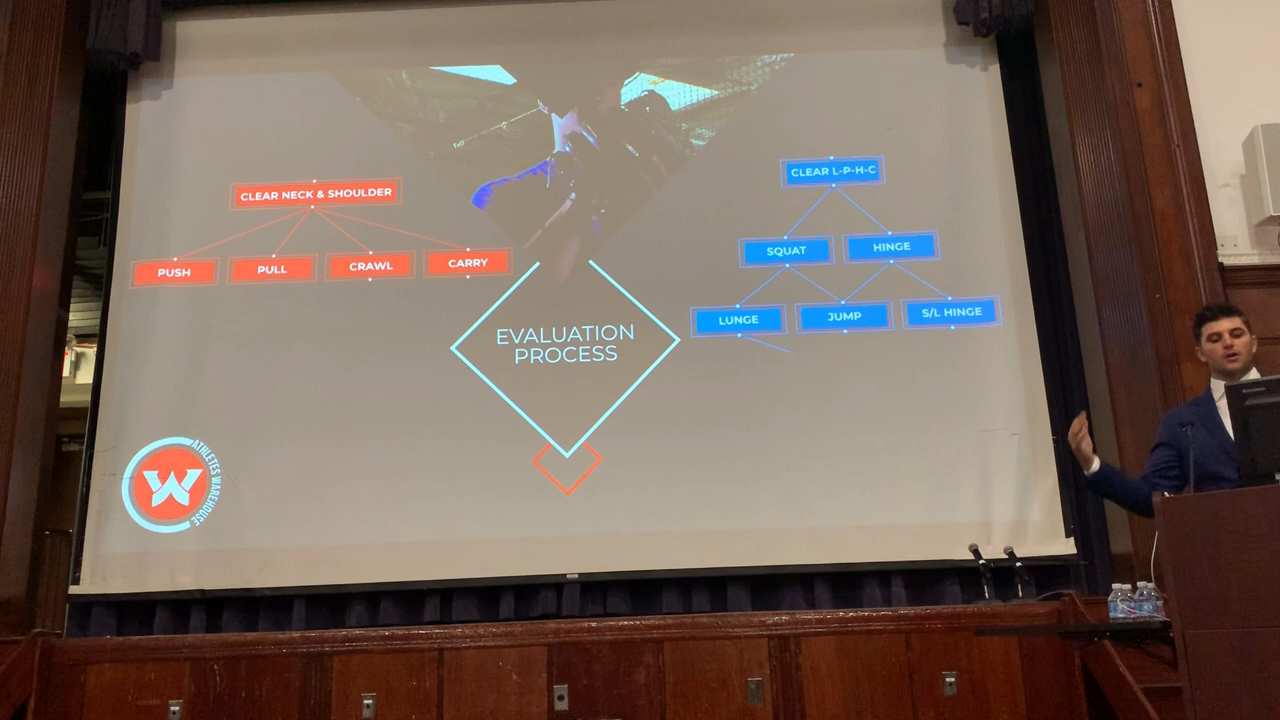 CLEAR NECK & SHOULDER
PUSH
PULL
CRAWL
CARRY
CLEAR L-P-H-C
SQUAT
HINGE
LUNGE
JUMP
S/L HINGE
EVALUATION
PROCESS
ATHLETES WAREHOUSE
W